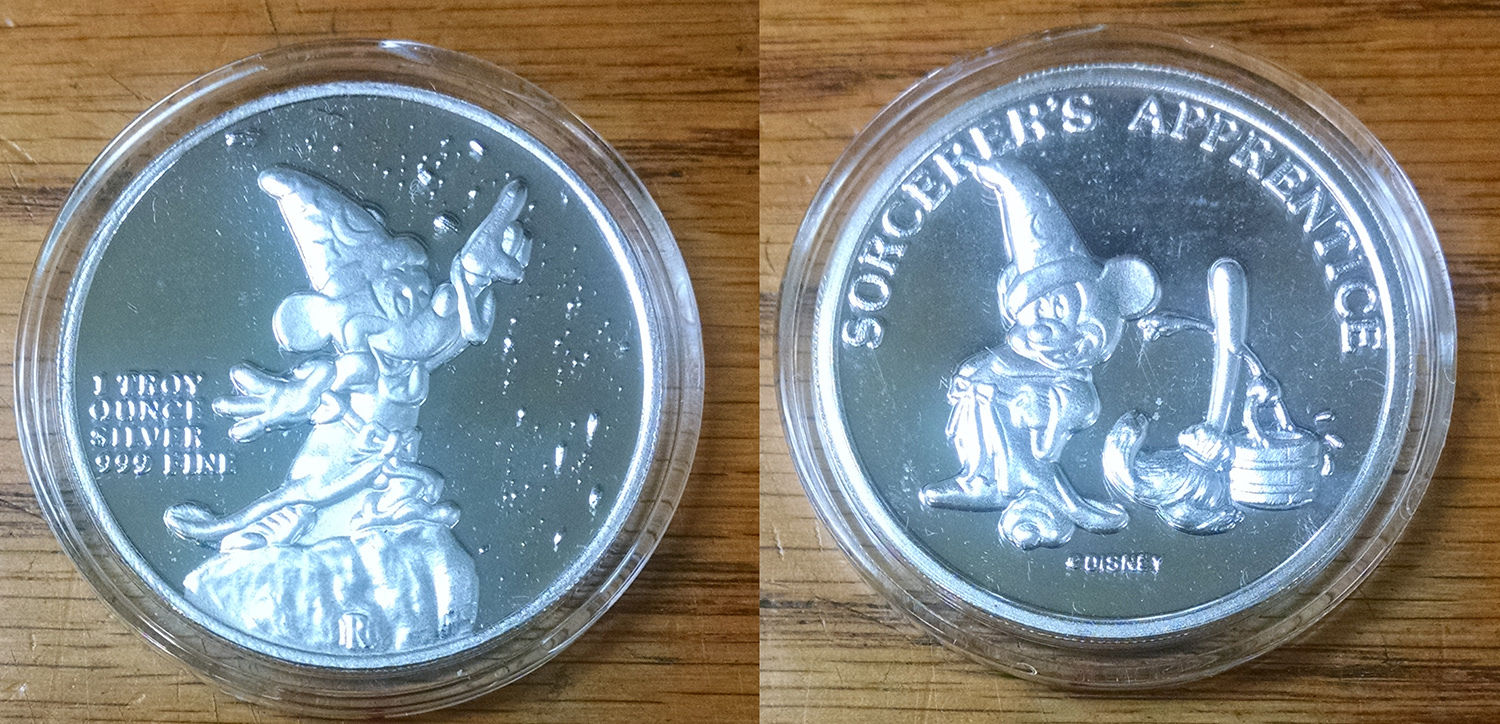 1 TROY
OUNCE
SILVER
999 FINE
R
SORCERER'S APPRENTICE
© DISNEY